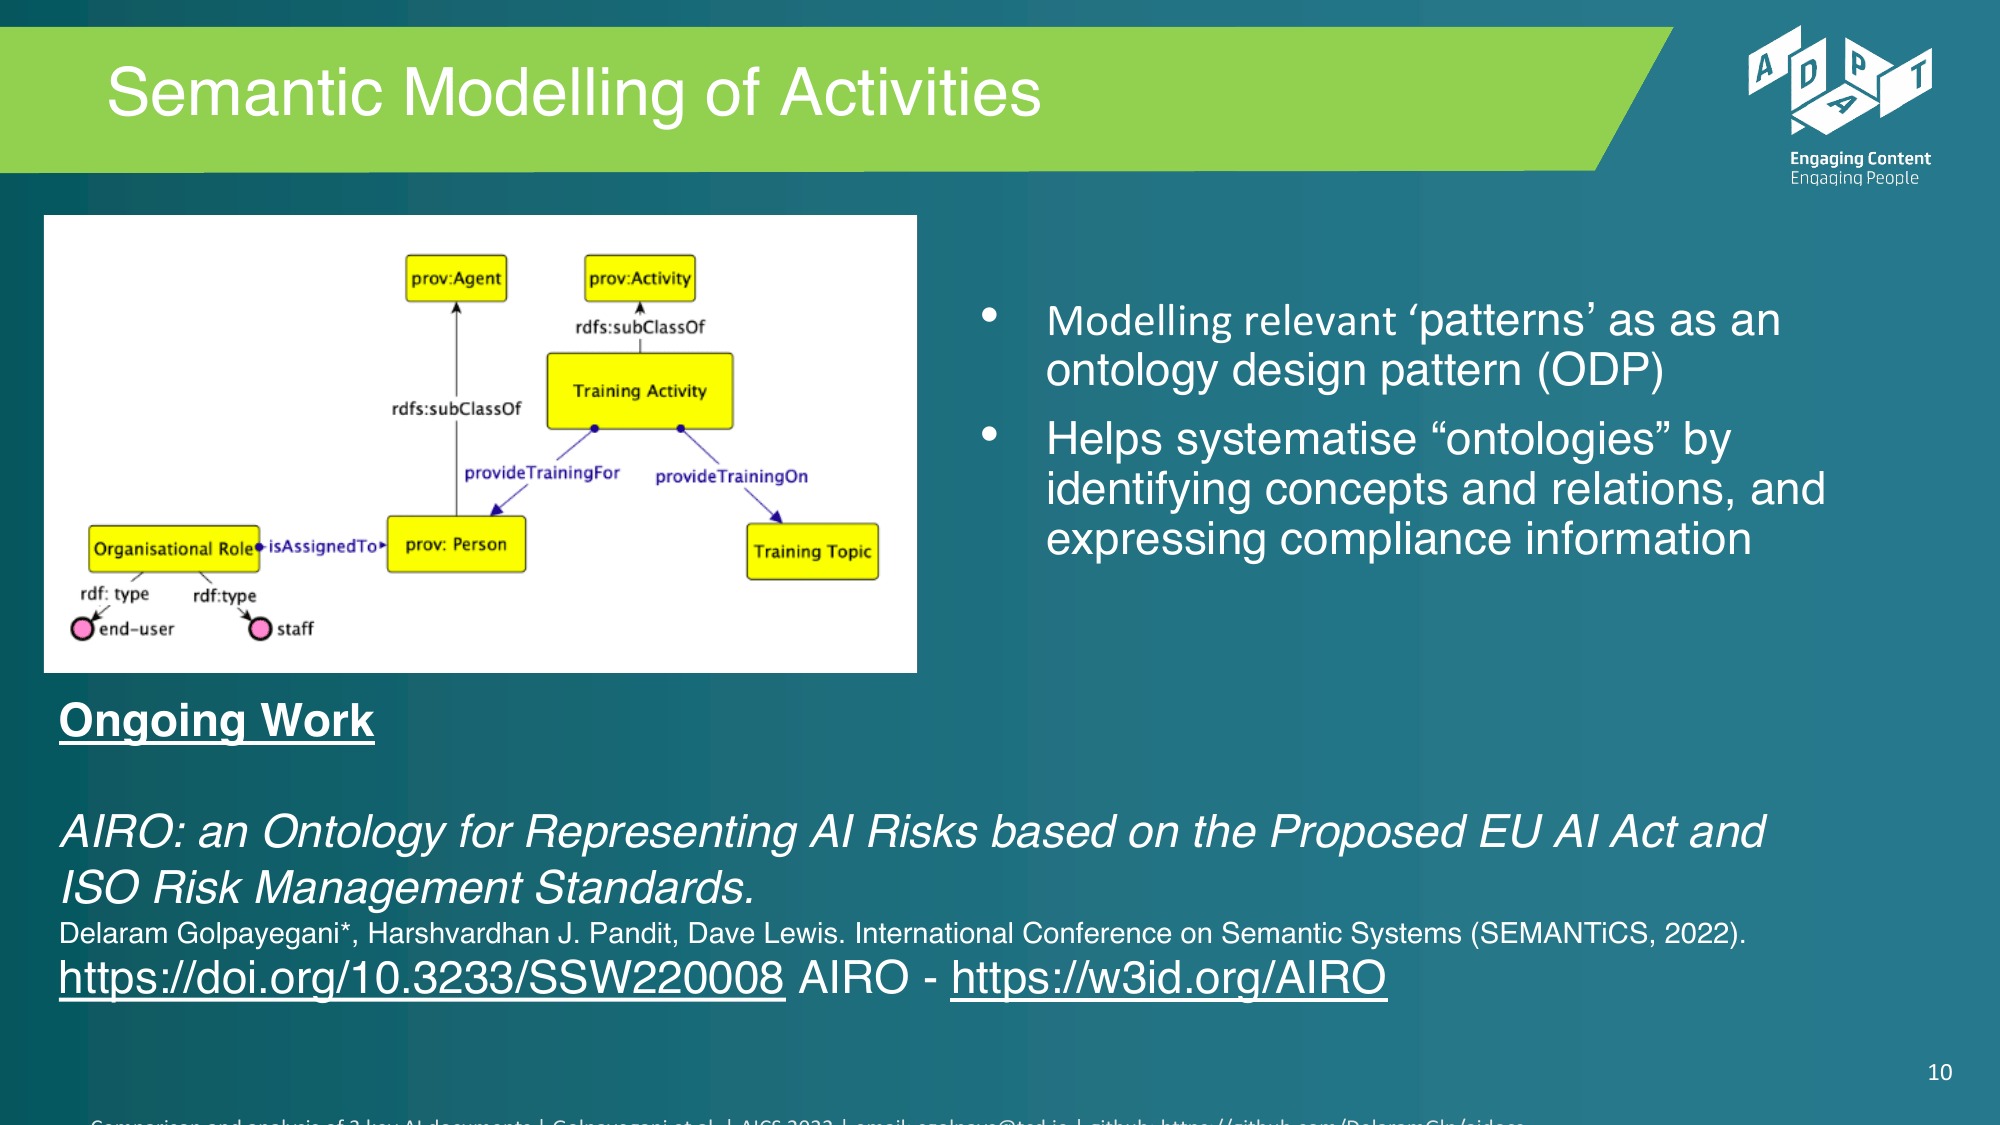 Semantic Modelling of Activities
A D A P T
Engaging Content
Engaging People
prov:Agent
prov:Activity
rdfs:subClassOf
Training Activity
rdfs:subClassOf
provideTrainingFor
provideTrainingOn
Organisational Role
isAssignedTo
prov: Person
Training Topic
rdf: type
rdf:type
end-user
staff
• Modelling relevant ‘patterns’ as as an
ontology design pattern (ODP)
• Helps systematise “ontologies” by
identifying concepts and relations, and
expressing compliance information
Ongoing Work
AIRO: an Ontology for Representing AI Risks based on the Proposed EU AI Act and
ISO Risk Management Standards.
Delaram Golpayegani*, Harshvardhan J. Pandit, Dave Lewis. International Conference on Semantic Systems (SEMANTiCS, 2022).
https://doi.org/10.3233/SSW220008 AIRO - https://w3id.org/AIRO
10